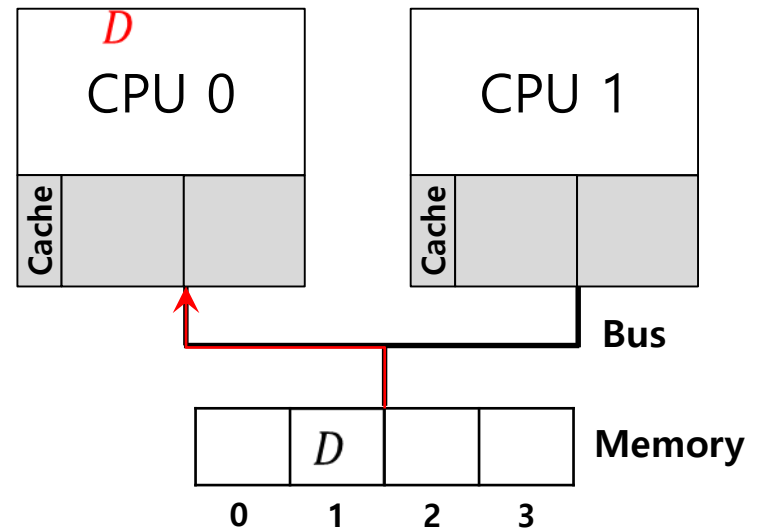 D
CPU 0
CPU 1
Cache
Cache
Bus
D
Memory
0 1 2 3